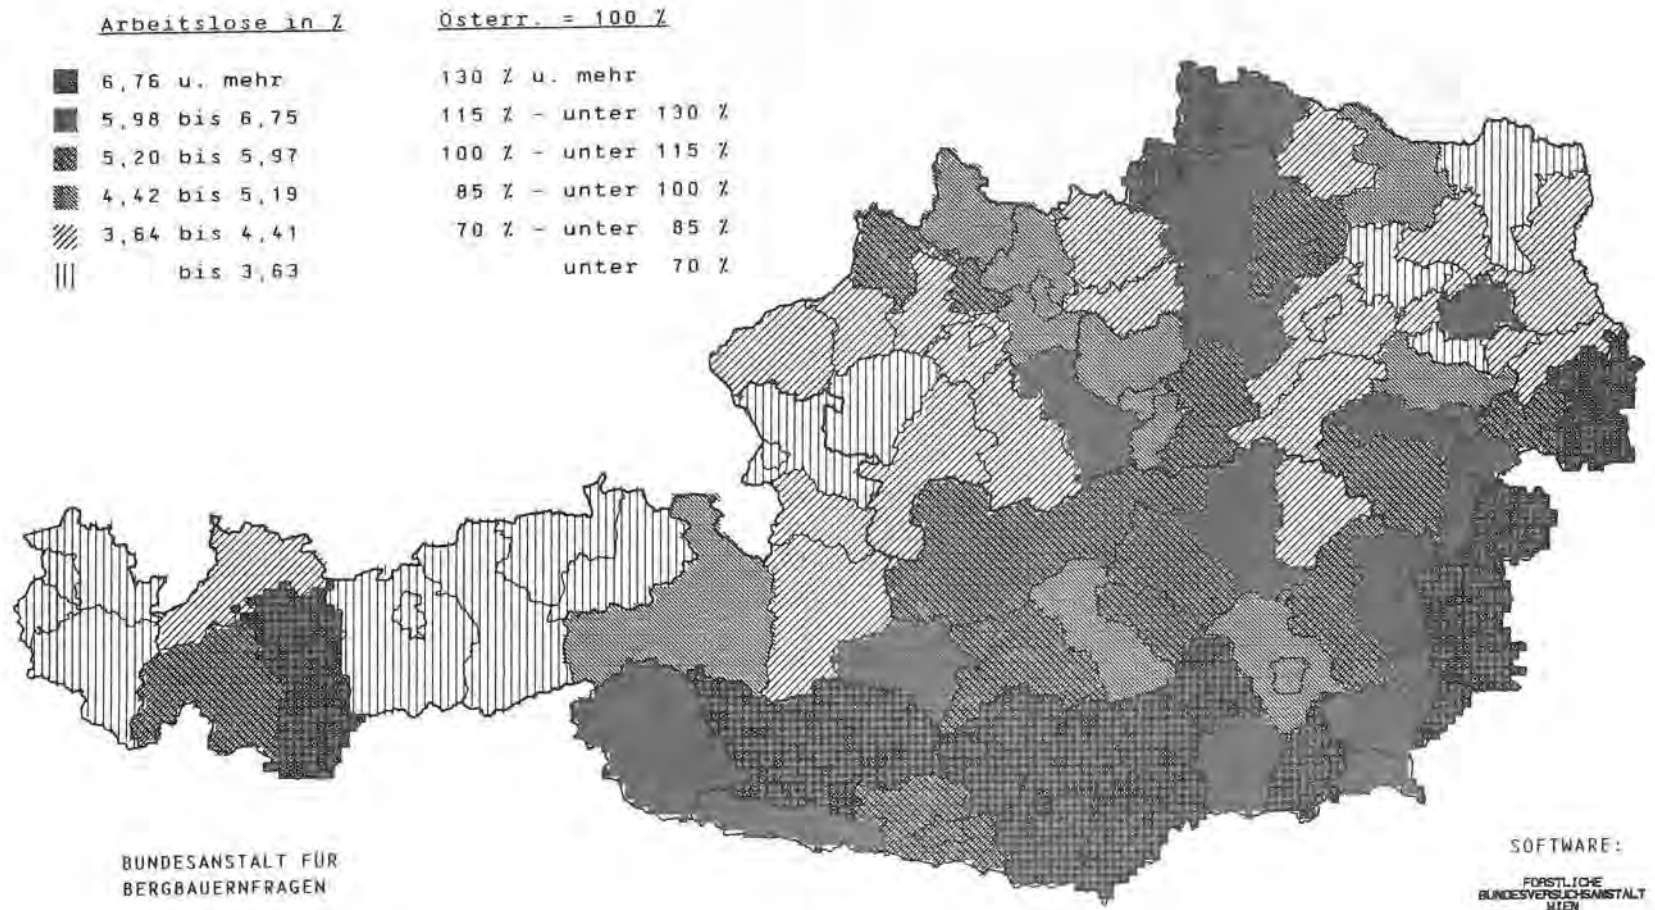 Arbeitslose in % Österr. = 100 %
6,76 u. mehr 130 % u. mehr
5,98 bis 6,75 115 % - unter 130 %
5,20 bis 5,97 100 % - unter 115 %
4,42 bis 5,19 85 % - unter 100 %
3,64 bis 4,41 70 % - unter 85 %
bis 3,63 unter 70 %
BUNDESANSTALT FÜR
BERGBAUERNFRAGEN
SOFTWARE:
FORSTLICHE
BUNDESVERSUCHSANSTALT
WIEN